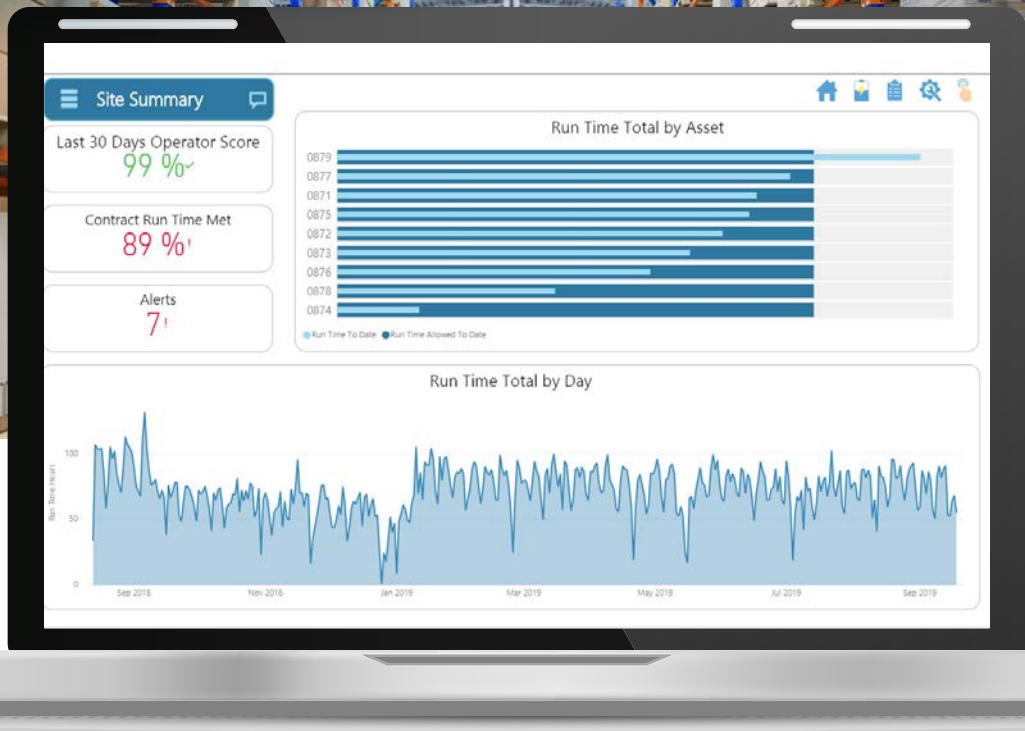 Site Summary
Last 30 Days Operator Score
99 %
Contract Run Time Met
89 %!
Alerts
7!
Run Time Total by Asset
0879
0877
0871
0875
0872
0873
0876
0878
0874
Run Time To Date Run Time Allowed To Date
Run Time Total by Day
Run Time Hours
100
50
0
Sep 2018 Nov 2018 Jan 2019 Mar 2019 May 2019 Jul 2019 Sep 2019